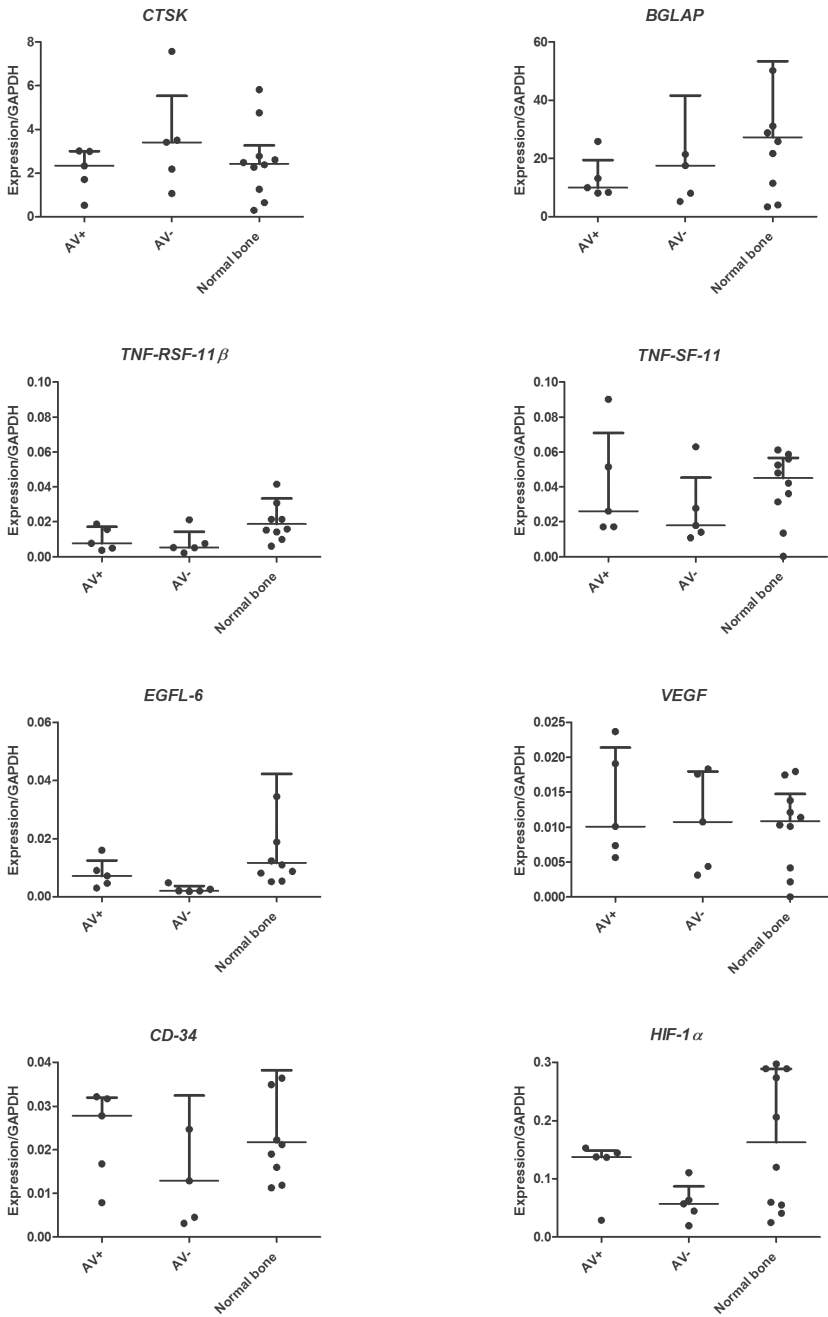 CTSK
Expression/GAPDH
8
6
4
2
0
AV+
AV-
Normal bone
BGLAP
Expression/GAPDH
60
40
20
0
AV+
AV-
Normal bone
TNF-RSF-11β
Expression/GAPDH
0.10
0.08
0.06
0.04
0.02
0.00
AV+
AV-
Normal bone
TNF-SF-11
Expression/GAPDH
0.10
0.08
0.06
0.04
0.02
0.00
AV+
AV-
Normal bone
EGFL-6
Expression/GAPDH
0.06
0.04
0.02
0.00
AV+
AV-
Normal bone
VEGF
Expression/GAPDH
0.025
0.020
0.015
0.010
0.005
0.000
AV+
AV-
Normal bone
CD-34
Expression/GAPDH
0.04
0.03
0.02
0.01
0.00
AV+
AV-
Normal bone
HIF-1α
Expression/GAPDH
0.3
0.2
0.1
0.0
AV+
AV-
Normal bone